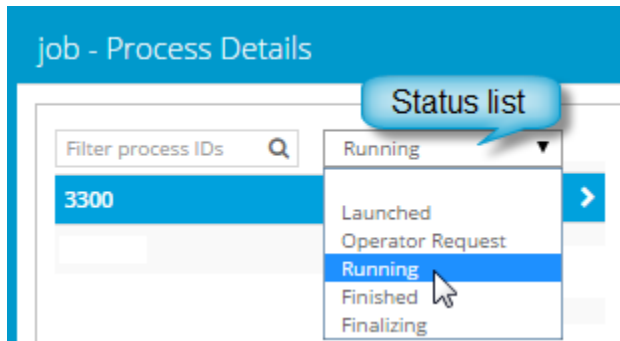 job - Process Details
Status list
Filter process IDs
Running
3300
Launched
Operator Request
Running
Finished
Finalizing